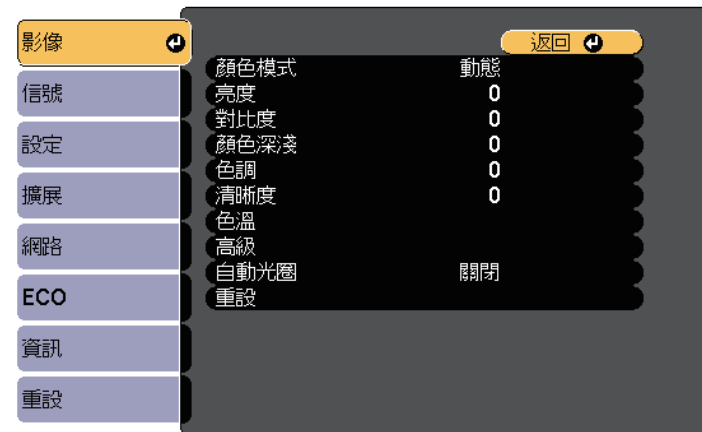 影像
信號
設定
擴展
網路
ECO
資訊
重設
返回
顏色模式 動態
亮度 0
對比度 0
顏色深淺 0
色調 0
清晰度 0
色溫
高級
自動光圈 關閉
重設